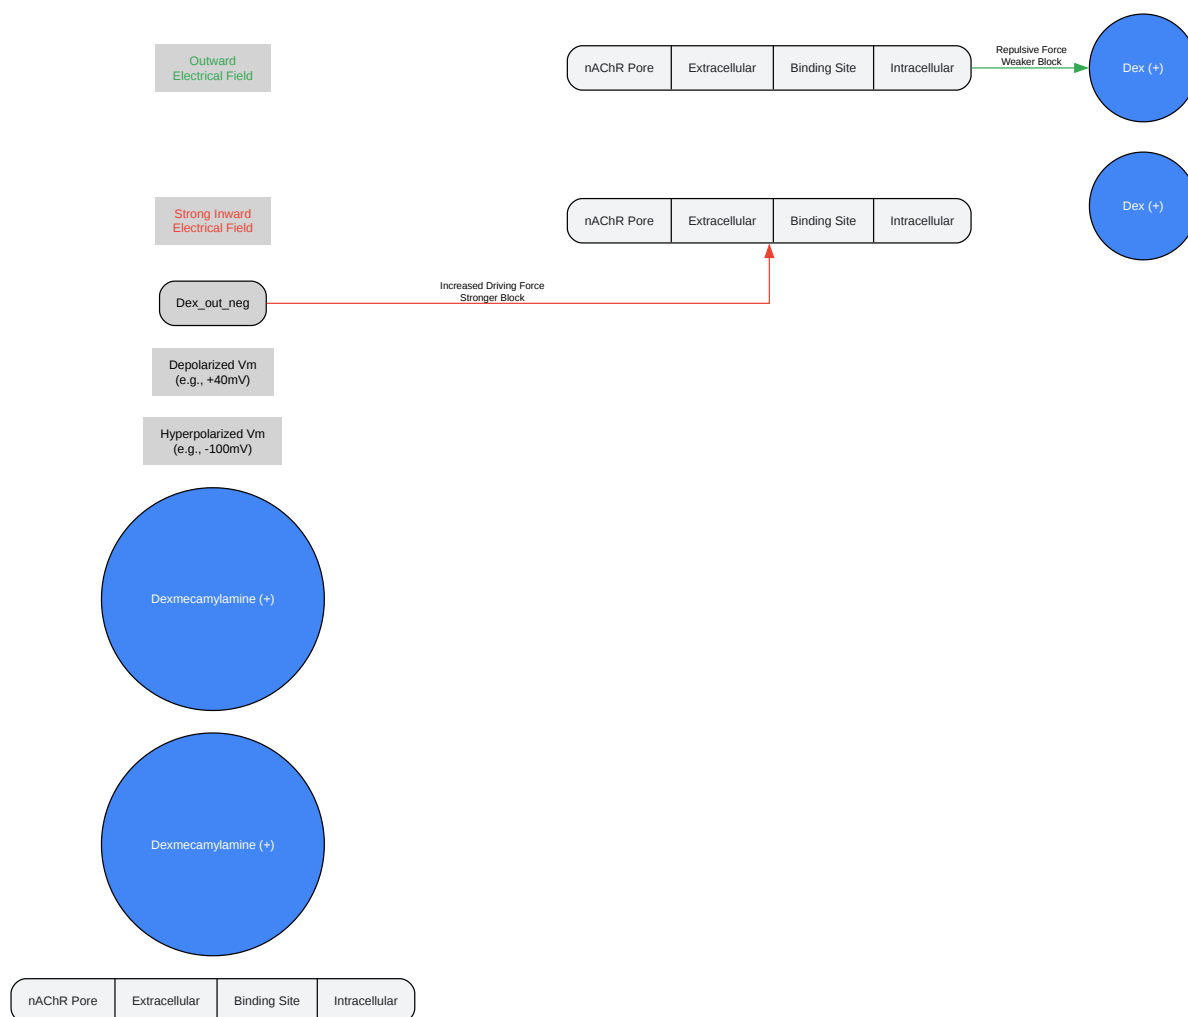 Outward
Electrical Field
nAChR Pore
Extracellular
Binding Site
Intracellular
Repulsive Force
Weaker Block
Dex (+)
Dex (+)
Strong Inward
Electrical Field
nAChR Pore
Extracellular
Binding Site
Intracellular
Dex_out_neg
Increased Driving Force
Stronger Block
Depolarized Vm
(e.g., +40mV)
Hyperpolarized Vm
(e.g., -100mV)
Dexmecamylamine (+)
Dexmecamylamine (+)
nAChR Pore
Extracellular
Binding Site
Intracellular